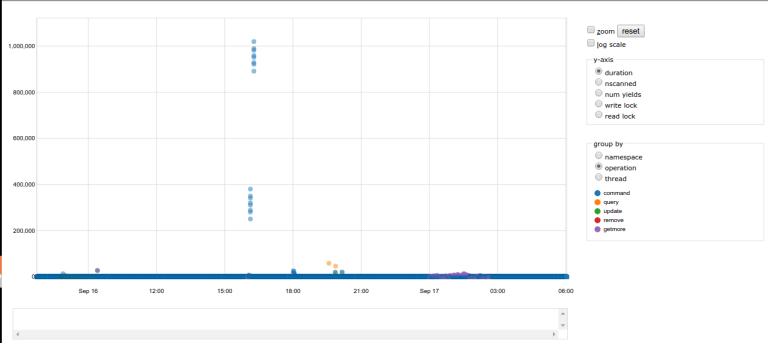 1,000,000
800,000
600,000
400,000
200,000
0
Sep 16 12:00 15:00 18:00 21:00 Sep 17 03:00 06:00
zoom reset
log scale
y-axis
duration
nscanned
num yields
write lock
read lock
group by
namespace
operation
thread
command
query
update
remove
getmore